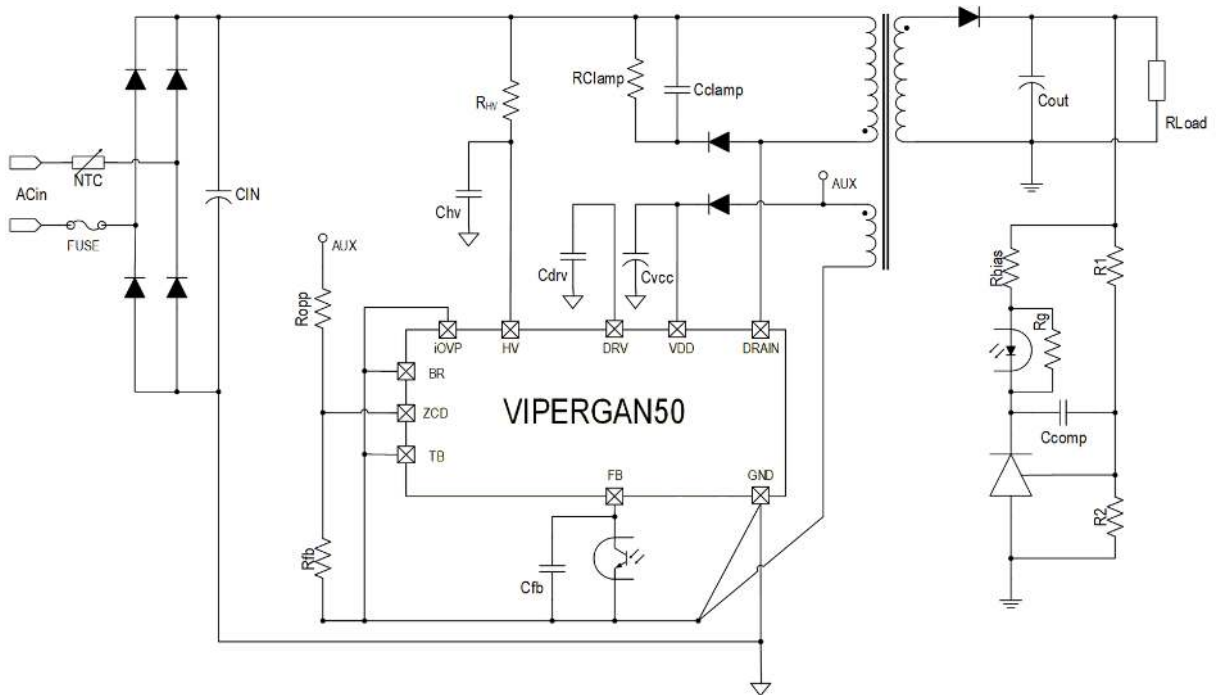 RClamp
Cclamp
RHV
Cout
RLoad
NTC
ACin
CIN
Chv
AUX
FUSE
AUX
Cdrv
Cvcc
Rbias
R1
Ropp
Rg
iOVP
HV
DRV
VDD
DRAIN
BR
ZCD
VIPERGAN50
Ccomp
TB
FB
GND
R2
Rfb
Cfb